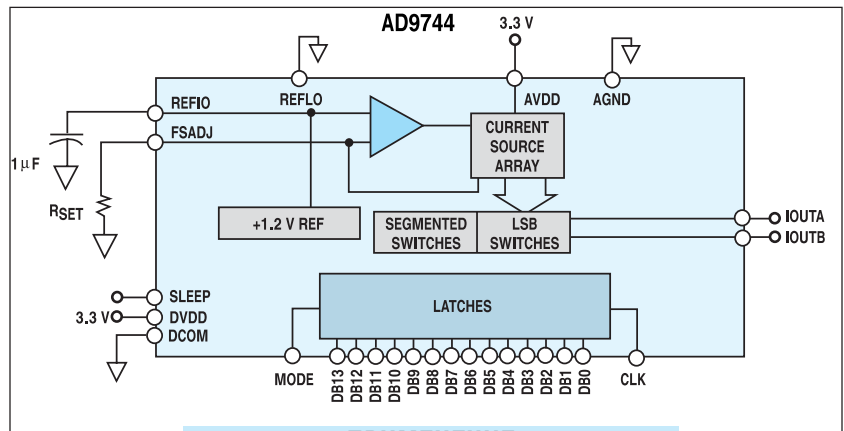 AD9744
3.3 V
REFIO
REFLO
AVDD
AGND
FSADJ
1 μF
CURRENT
SOURCE
ARRAY
RSET
+1.2 V REF
SEGMENTED
SWITCHES
LSB
SWITCHES
IOUTA
IOUTB
SLEEP
3.3 V
DVDD
DCOM
LATCHES
MODE
DB13
DB12
DB11
DB10
DB9
DB8
DB7
DB6
DB5
DB4
DB3
DB2
DB1
DB0
CLK